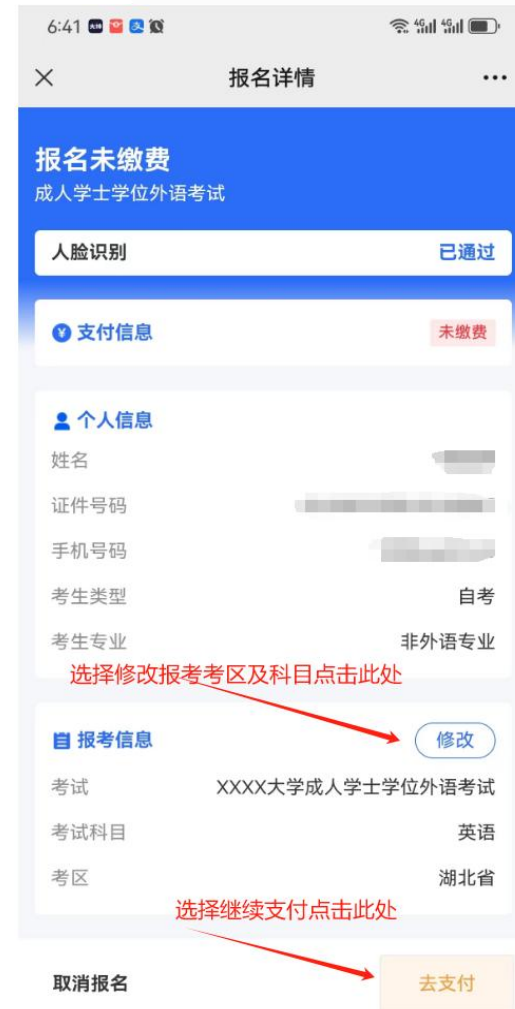 6:41
报名详情
报名未缴费
成人学士学位外语考试
人脸识别 已通过
支付信息 未缴费
个人信息
姓名
证件号码
手机号码
考生类型 自考
考生专业 非外语专业
选择修改报考考区及科目点击此处
报考信息 修改
考试 XXXX大学成人学士学位外语考试
考试科目 英语
考区 湖北省
选择继续支付点击此处
取消报名 去支付